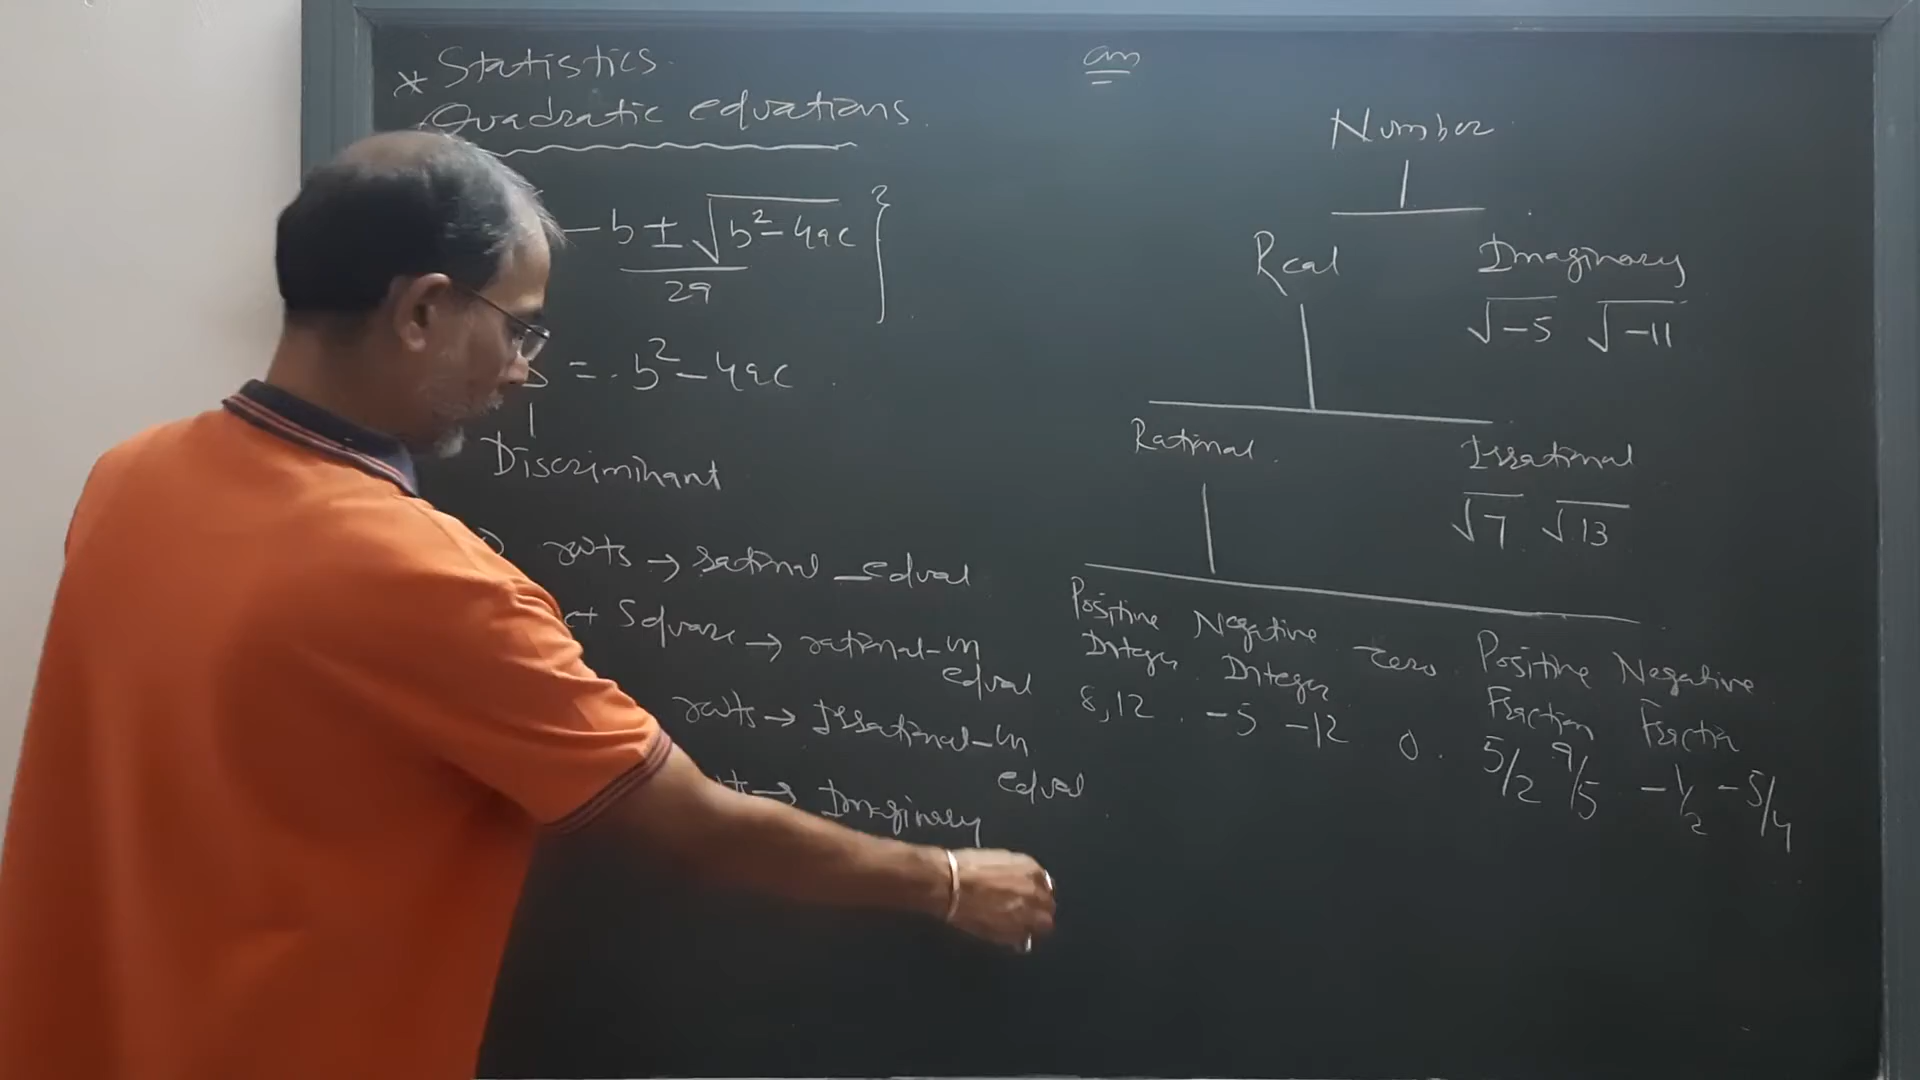 * Statistics.
Quadratic equations.
- b ± √b² - 4ac
2a
= b² - 4ac
Discriminant
roots → rational - equal
Square → rational - un
equal
roots → Irrational - un
equal
→ Imaginary
Number
Real Imaginary
√-5 √-11
Rational Irrational
√7 √13
Positive Integer Negative Integer Zero Positive Fraction Negative Fractin
8, 12 -5 -12 0 5/2 9/5 -1/2 -5/4